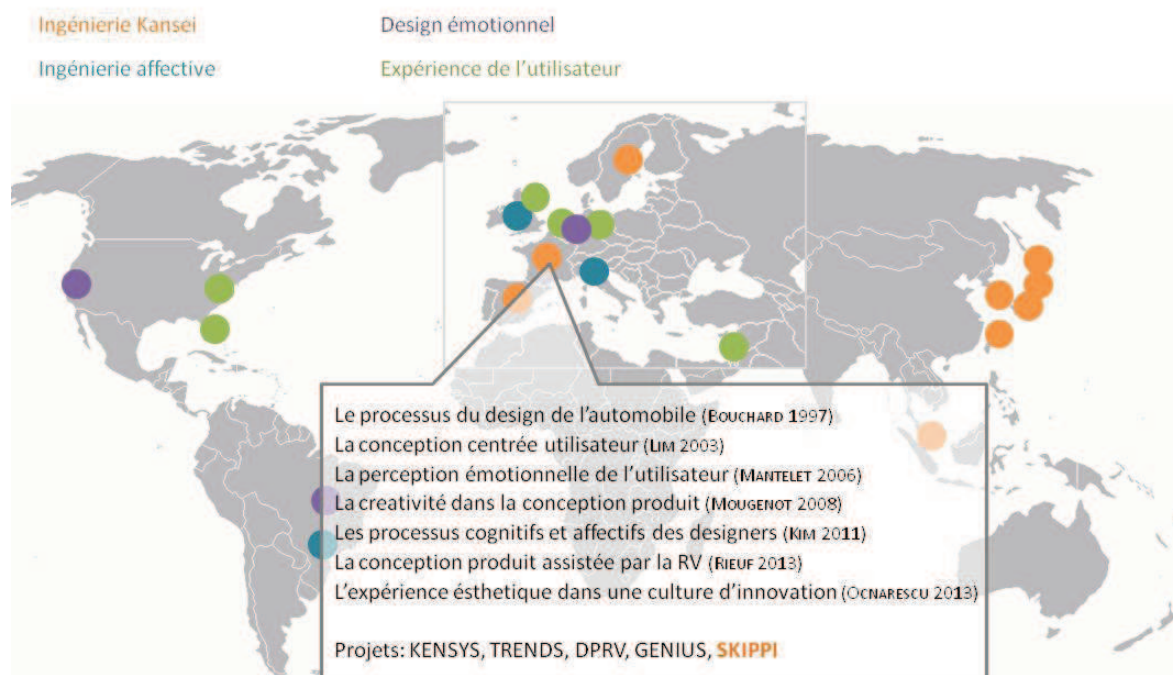 Ingénierie Kansei
Design émotionnel
Ingénierie affective
Expérience de l'utilisateur
Le processus du design de l'automobile (BOUCHARD 1997)
La conception centrée utilisateur (LIM 2003)
La perception émotionnelle de l'utilisateur (MANTELET 2006)
La creativité dans la conception produit (MOUGENOT 2008)
Les processus cognitifs et affectifs des designers (KIM 2011)
La conception produit assistée par la RV (RIEUF 2013)
L'expérience ésthetique dans une culture d'innovation (OCNARESCU 2013)
Projets: KENSYS, TRENDS, DPRV, GENIUS, SKIPPI